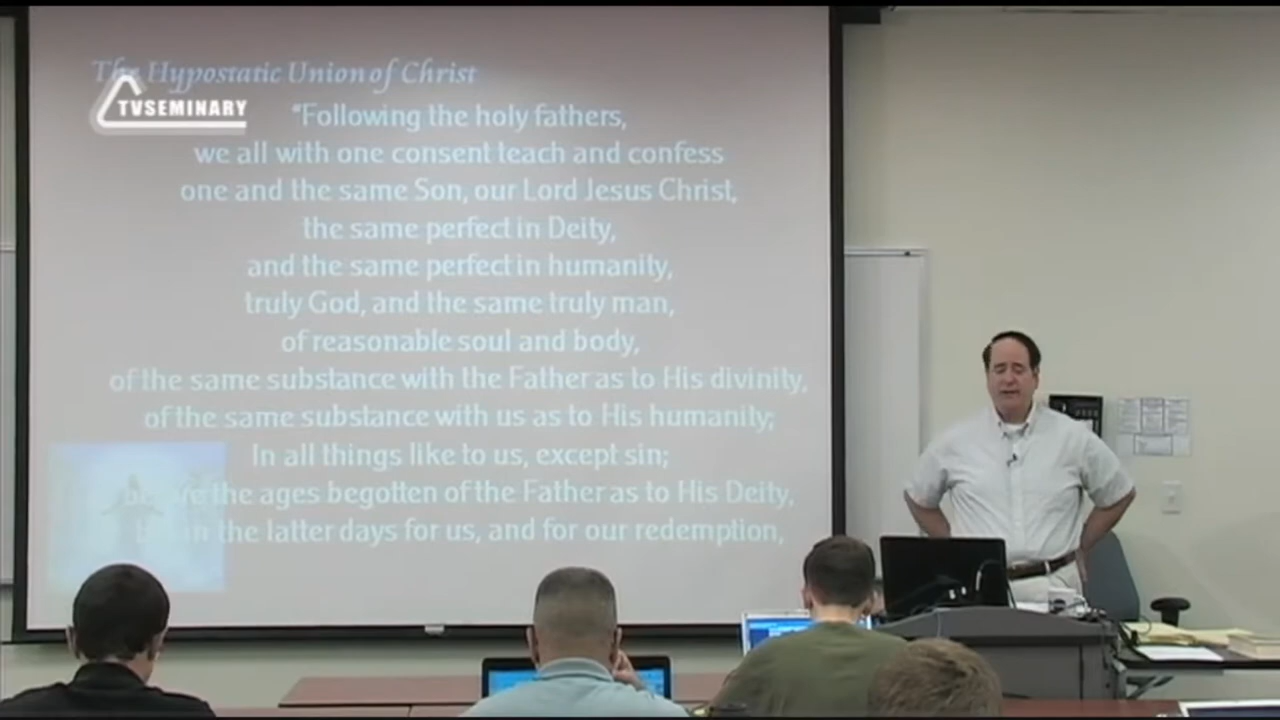 The Hypostatic Union of Christ
TVSEMINARY
"Following the holy fathers,
we all with one consent teach and confess
one and the same Son, our Lord Jesus Christ,
the same perfect in Deity,
and the same perfect in humanity,
truly God, and the same truly man,
of reasonable soul and body,
of the same substance with the Father as to His divinity,
of the same substance with us as to His humanity;
In all things like to us, except sin;
before the ages begotten of the Father as to His Deity,
in the latter days for us, and for our redemption,